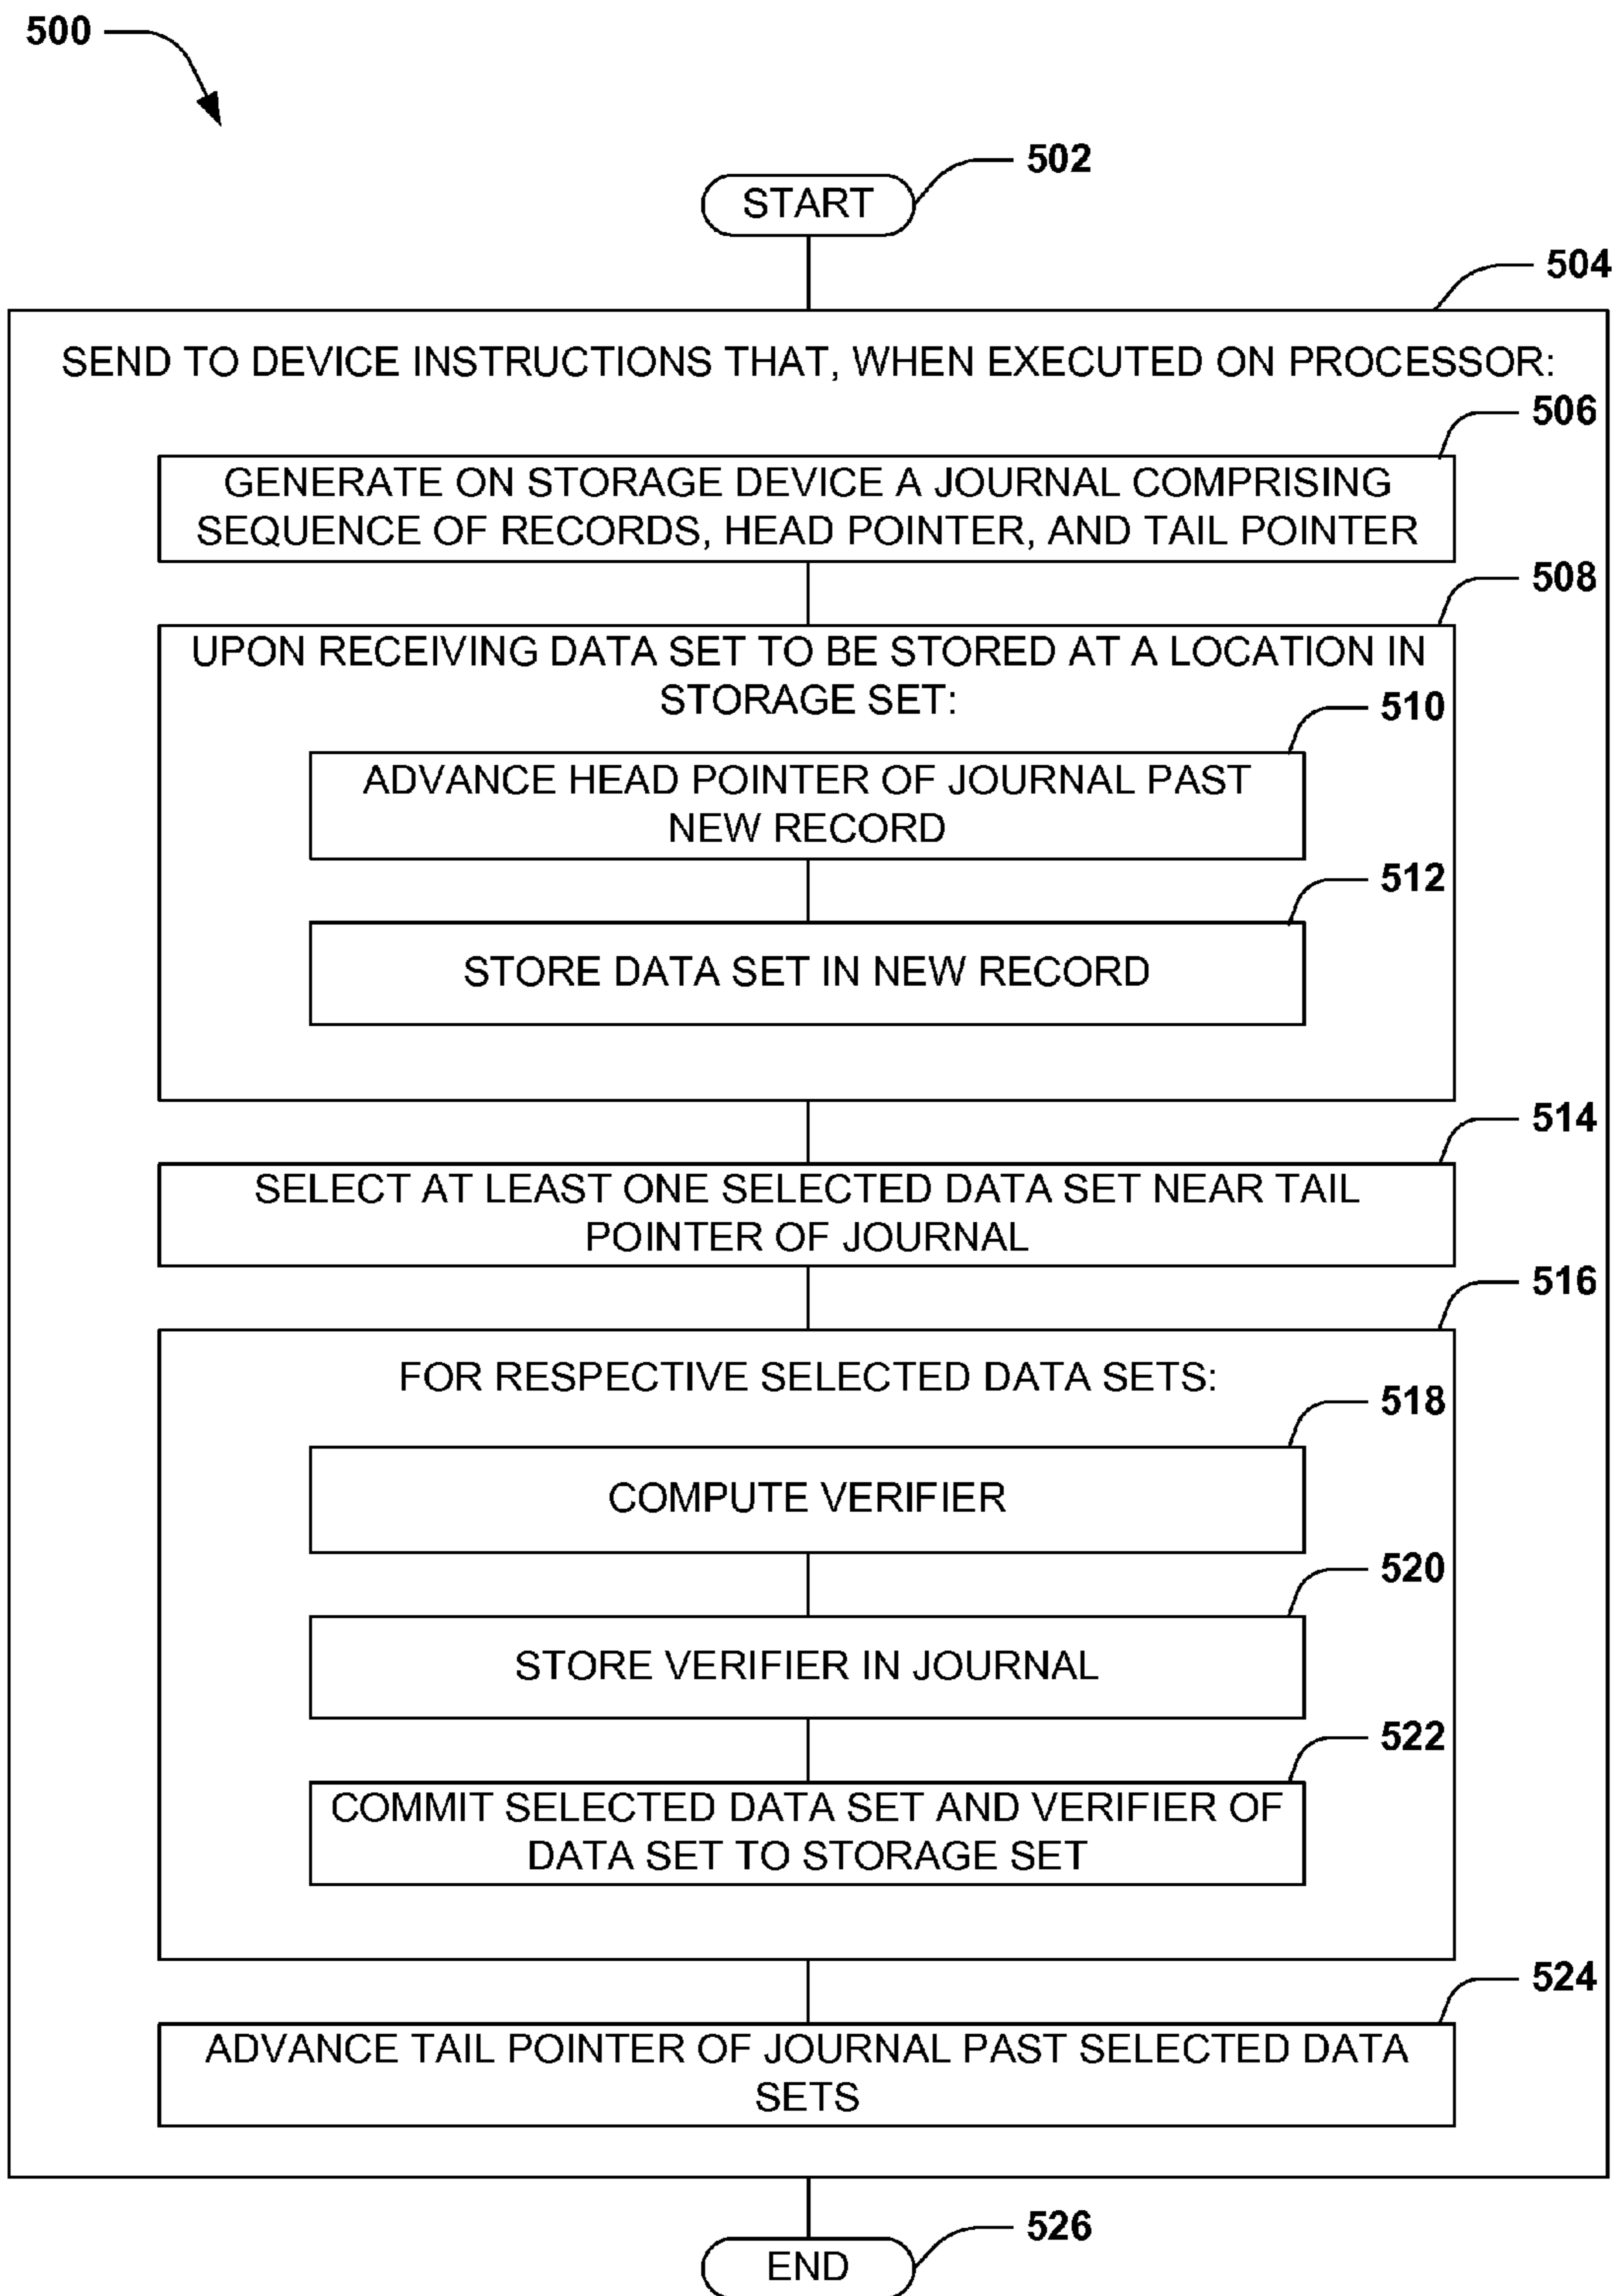 500
502
START
504
SEND TO DEVICE INSTRUCTIONS THAT, WHEN EXECUTED ON PROCESSOR:
506
GENERATE ON STORAGE DEVICE A JOURNAL COMPRISING
SEQUENCE OF RECORDS, HEAD POINTER, AND TAIL POINTER
508
UPON RECEIVING DATA SET TO BE STORED AT A LOCATION IN
STORAGE SET:
510
ADVANCE HEAD POINTER OF JOURNAL PAST
NEW RECORD
512
STORE DATA SET IN NEW RECORD
514
SELECT AT LEAST ONE SELECTED DATA SET NEAR TAIL
POINTER OF JOURNAL
516
FOR RESPECTIVE SELECTED DATA SETS:
518
COMPUTE VERIFIER
520
STORE VERIFIER IN JOURNAL
522
COMMIT SELECTED DATA SET AND VERIFIER OF
DATA SET TO STORAGE SET
524
ADVANCE TAIL POINTER OF JOURNAL PAST SELECTED DATA
SETS
526
END